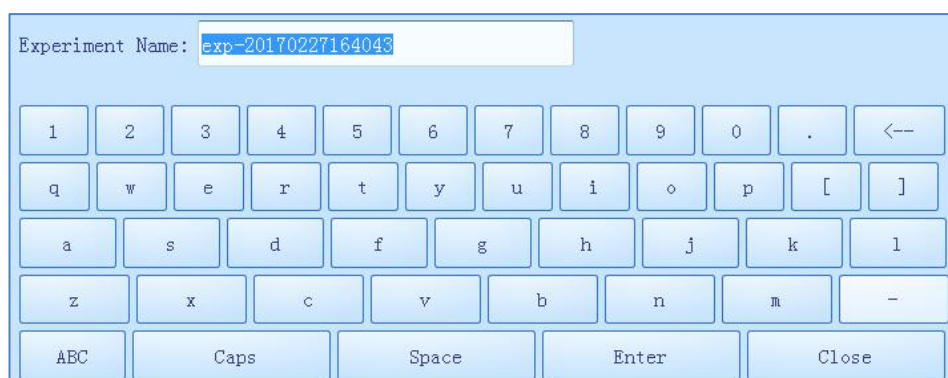 Experiment Name: exp-20170227164043
1 2 3 4 5 6 7 8 9 0 . <--
q w e r t y u i o p [ ]
a s d f g h j k l
z x c v b n m -
ABC Caps Space Enter Close